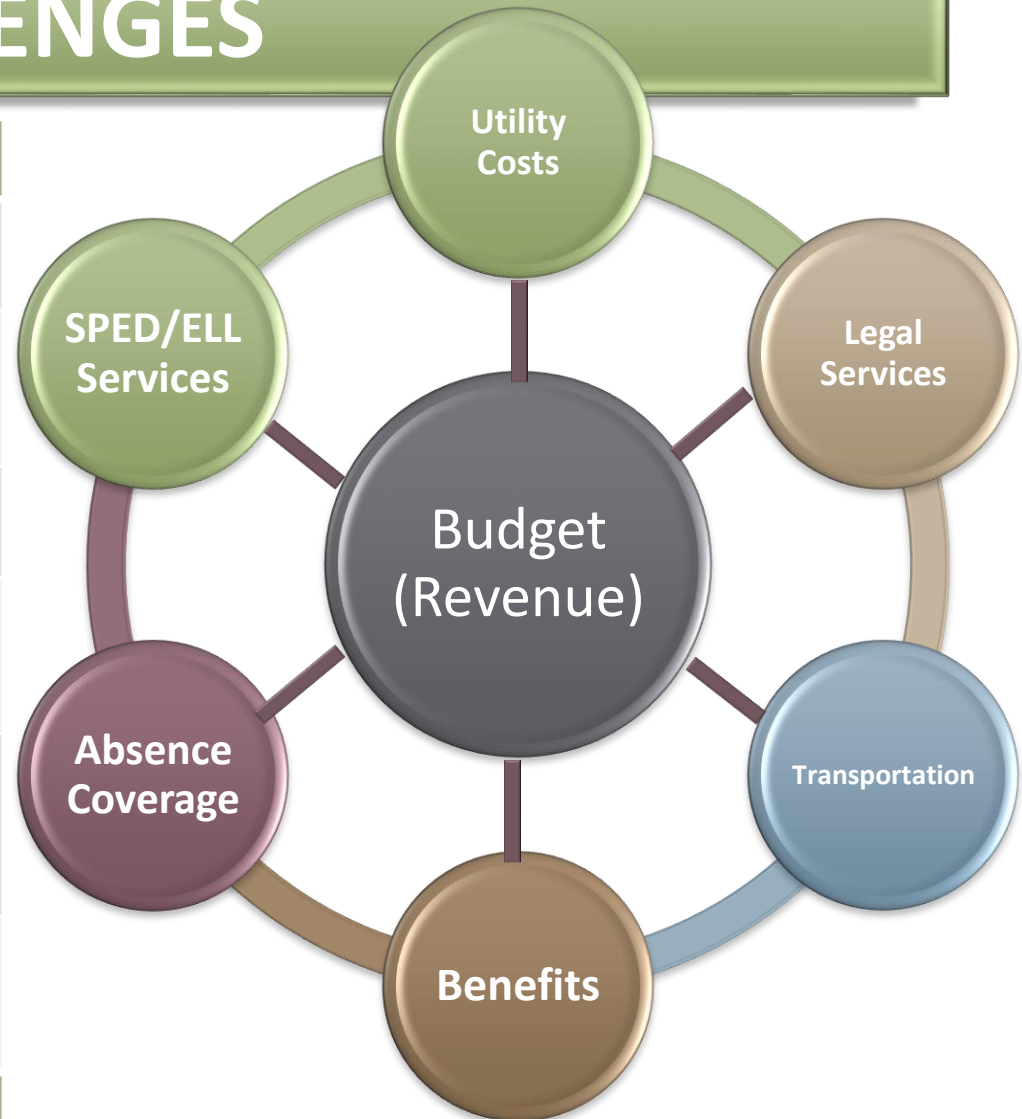 ENGES
Utility
Costs
Legal
Services
SPED/ELL
Services
Budget
(Revenue)
Transportation
Absence
Coverage
Benefits